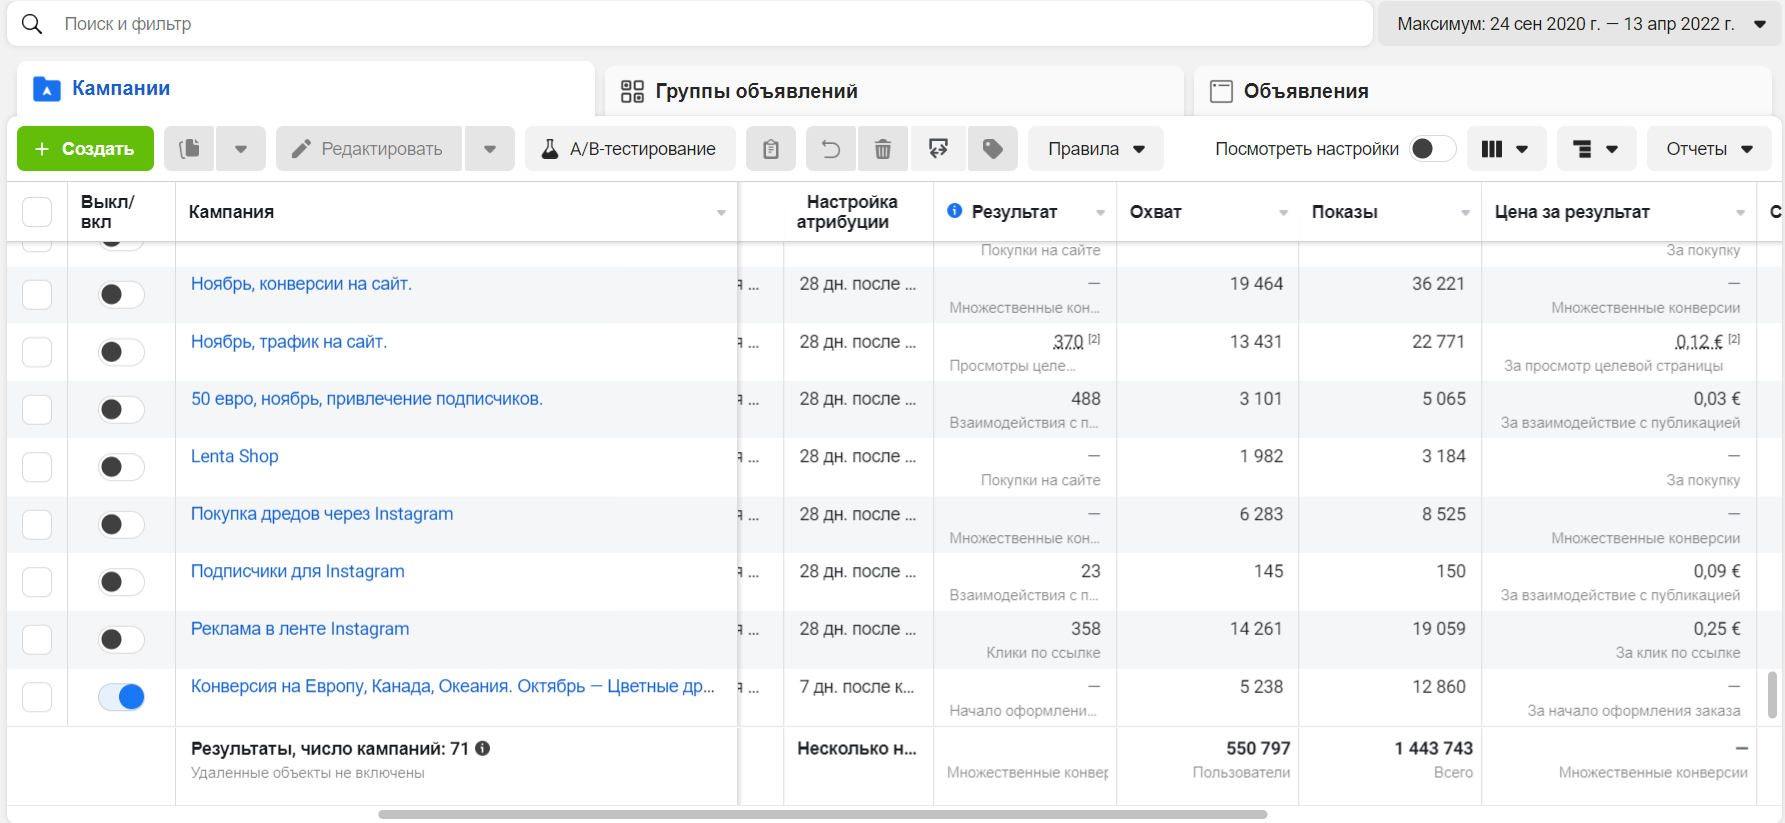 Поиск и фильтр
Максимум: 24 сен 2020 г. — 13 апр 2022 г.
Кампании
Группы объявлений
Объявления
+ Создать
Редактировать
А/В-тестирование
Правила
Посмотреть настройки
Отчеты
Выкл/
вкл
Кампания
Настройка
атрибуции
Результат
Охват
Показы
Цена за результат
С
Покупки на сайте
За покупку
Ноябрь, конверсии на сайт.
я ...
28 дн. после ...
—
19 464
36 221
—
Множественные кон...
Множественные конверсии
Ноябрь, трафик на сайт.
я ...
28 дн. после ...
370 [2]
13 431
22 771
0,12 € [2]
Просмотры целе...
За просмотр целевой страницы
50 евро, ноябрь, привлечение подписчиков.
я ...
28 дн. после ...
488
3 101
5 065
0,03 €
Взаимодействия с п...
За взаимодействие с публикацией
Lenta Shop
я ...
28 дн. после ...
—
1 982
3 184
—
Покупки на сайте
За покупку
Покупка дредов через Instagram
я ...
28 дн. после ...
—
6 283
8 525
—
Множественные кон...
Множественные конверсии
Подписчики для Instagram
я ...
28 дн. после ...
23
145
150
0,09 €
Взаимодействия с п...
За взаимодействие с публикацией
Реклама в ленте Instagram
я ...
28 дн. после ...
358
14 261
19 059
0,25 €
Клики по ссылке
За клик по ссылке
Конверсия на Европу, Канада, Океания. Октябрь — Цветные др...
я ...
7 дн. после к...
—
5 238
12 860
—
Начало оформлени...
За начало оформления заказа
Результаты, число кампаний: 71
Несколько н...
550 797
1 443 743
—
Удаленные объекты не включены
Множественные конвер
Пользователи
Всего
Множественные конверсии